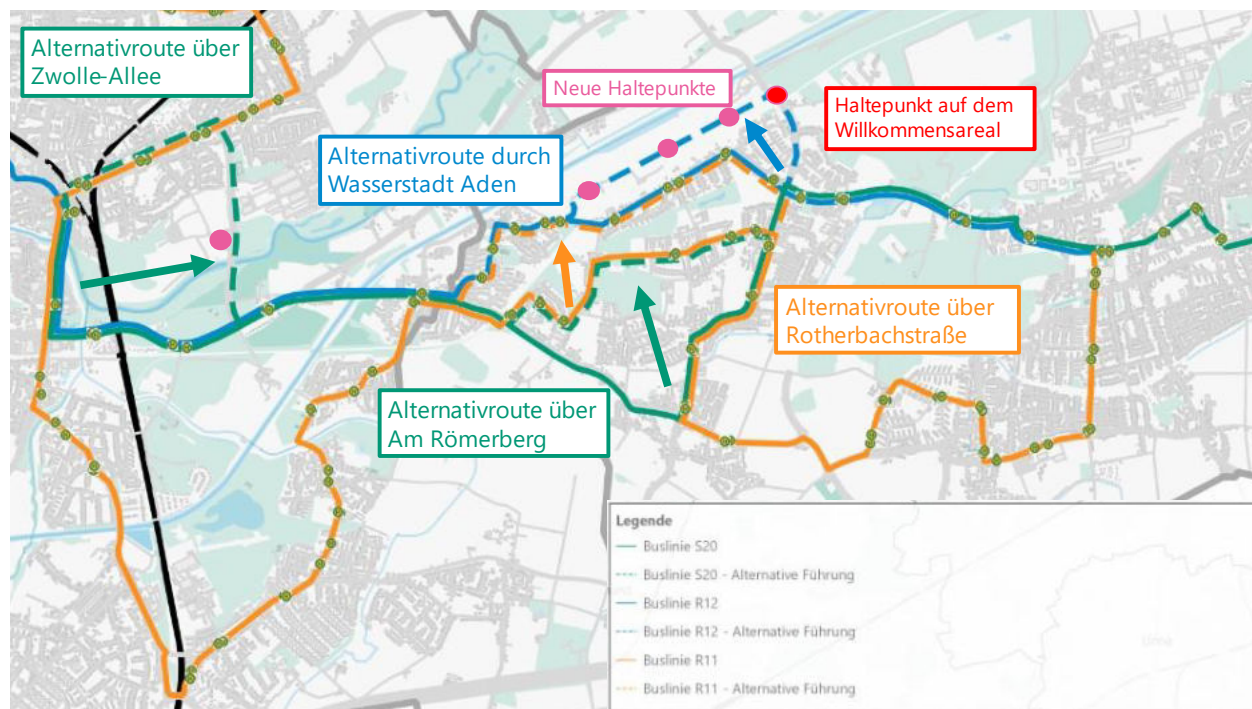 Alternativroute über
Zwolle-Allee
Neue Haltepunkte
Haltepunkt auf dem
Willkommensareal
Alternativroute durch
Wasserstadt Aden
Alternativroute über
Rotherbachstraße
Alternativroute über
Am Römerberg
Legende
Buslinie S20
Buslinie S20 - Alternative Führung
Buslinie R12
Buslinie R12 - Alternative Führung
Buslinie R11
Buslinie R11 - Alternative Führung
Unna